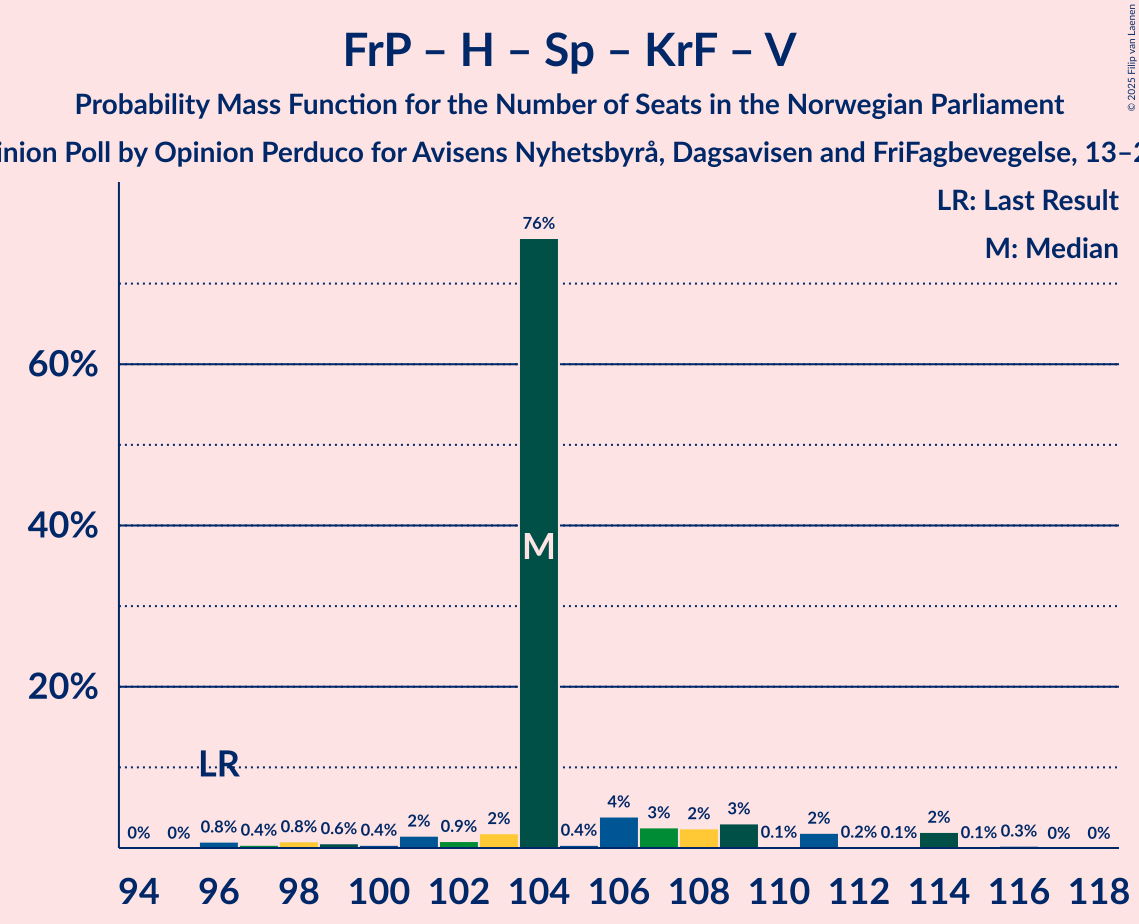 FrP – H – Sp – KrF – V
Probability Mass Function for the Number of Seats in the Norwegian Parliament
inion Poll by Opinion Perduco for Avisens Nyhetsbyrå, Dagsavisen and FriFagbevegelse, 13–2
© 2025 Filip van Laenen
LR: Last Result
M: Median
76%
60%
40%
M
20%
LR
0% 0% 0.8% 0.4% 0.8% 0.6% 0.4% 2% 0.9% 2% 0.4% 4% 3% 2% 3% 0.1% 2% 0.2% 0.1% 2% 0.1% 0.3% 0% 0%
94 96 98 100 102 104 106 108 110 112 114 116 118